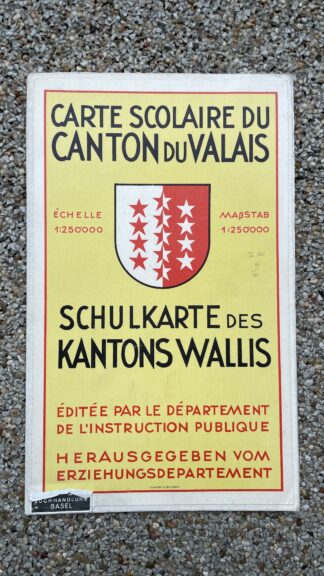 CARTE SCOLAIRE DU
CANTON DU VALAIS
ÉCHELLE
1:250'000
MAßSTAB
1:250'000
SCHULKARTE DES
KANTONS WALLIS
ÉDITÉE PAR LE DÉPARTEMENT
DE L'INSTRUCTION PUBLIQUE
HERAUSGEGEBEN VOM
ERZIEHUNGSDEPARTEMENT
BUCHHANDLUNG
BASEL